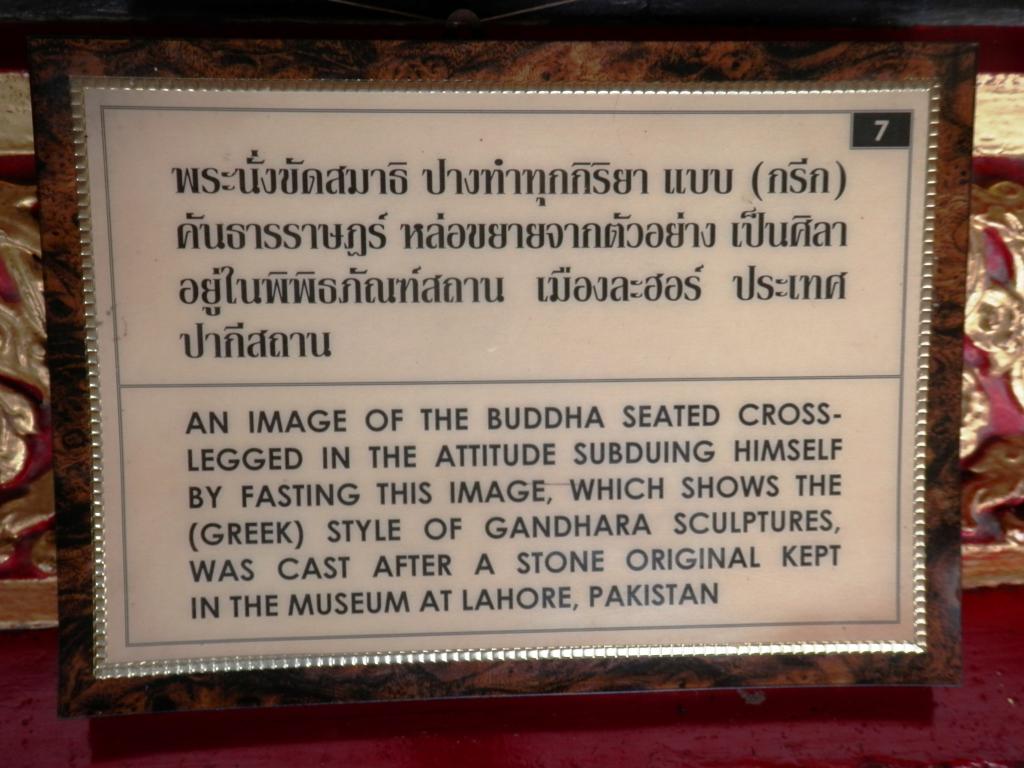 7
พระนั่งขัดสมาธิ ปางทำทุกกิริยา แบบ (กรีก)
คันธารราษฎร์ หล่อขยายจากตัวอย่าง เป็นศิลา
อยู่ในพิพิธภัณฑ์สถาน เมืองละฮอร์ ประเทศ
ปากีสถาน
AN IMAGE OF THE BUDDHA SEATED CROSS-
LEGGED IN THE ATTITUDE SUBDUING HIMSELF
BY FASTING THIS IMAGE, WHICH SHOWS THE
(GREEK) STYLE OF GANDHARA SCULPTURES,
WAS CAST AFTER A STONE ORIGINAL KEPT
IN THE MUSEUM AT LAHORE, PAKISTAN